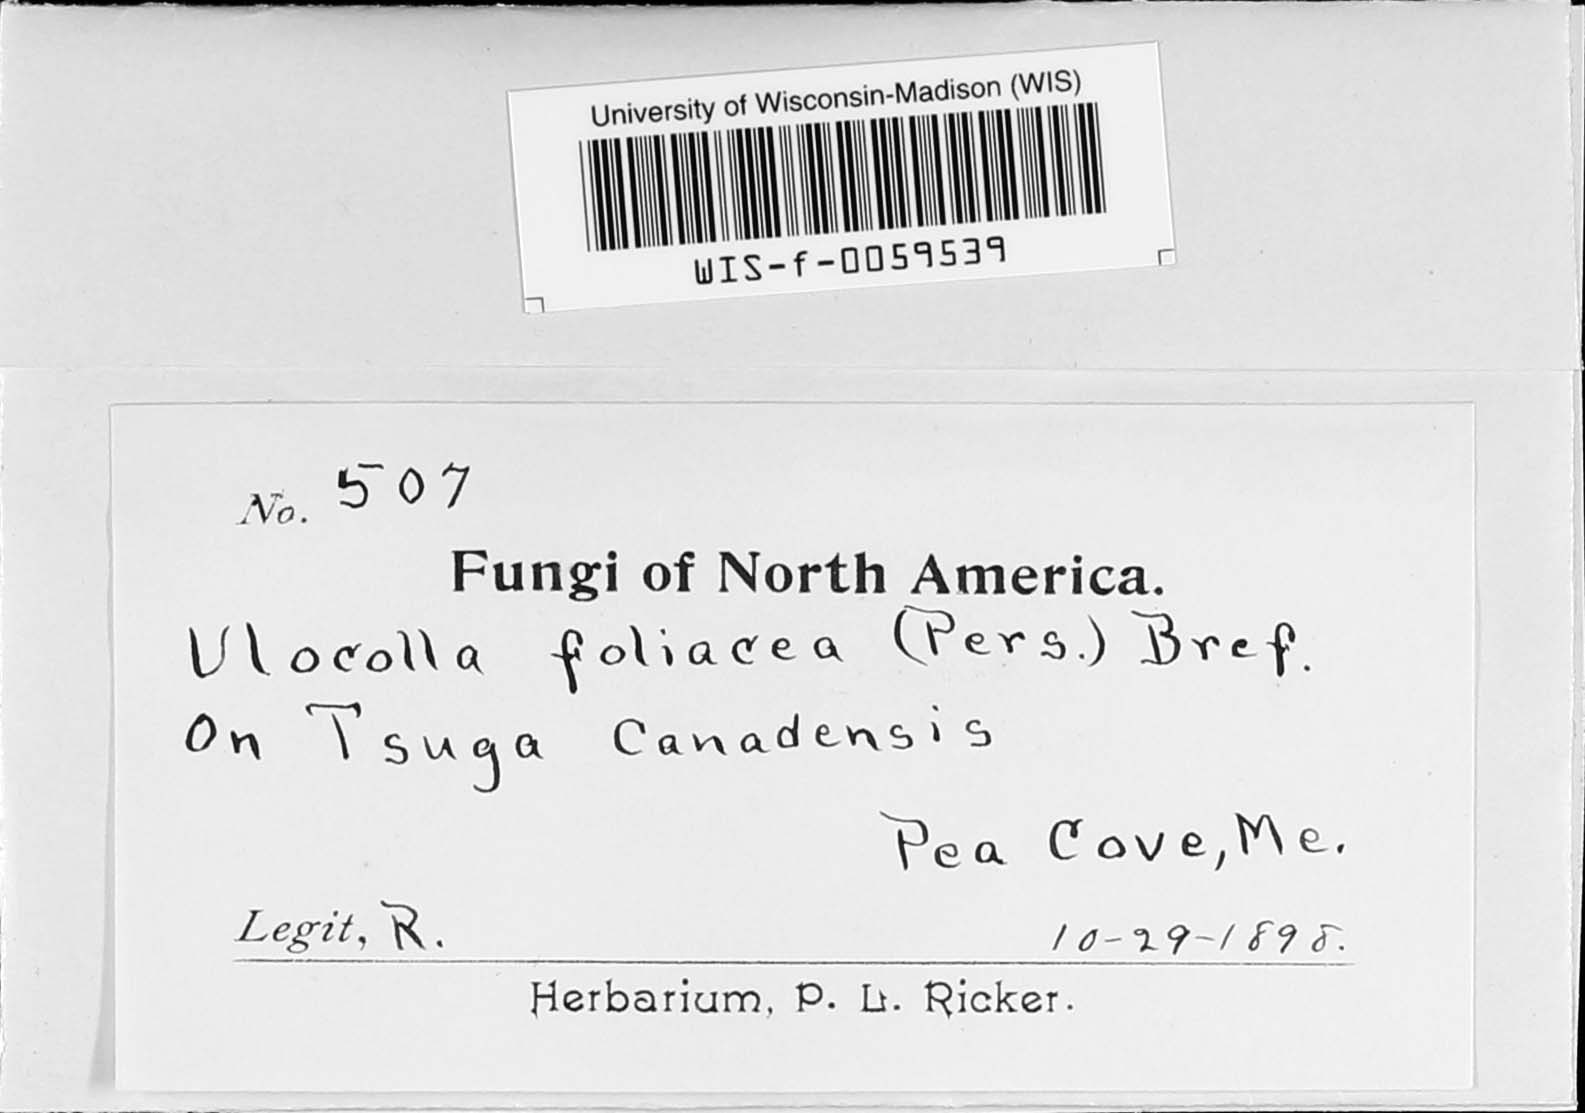 University of Wisconsin-Madison (WIS)
WIS-f-0059539
No. 507
Fungi of North America.
Ulocolla foliacea (Pers.) Bref.
On Tsuga Canadensis
Pea Cove, Me.
Legit, R. 10-29-1898.
Herbarium, P. L. Ricker.